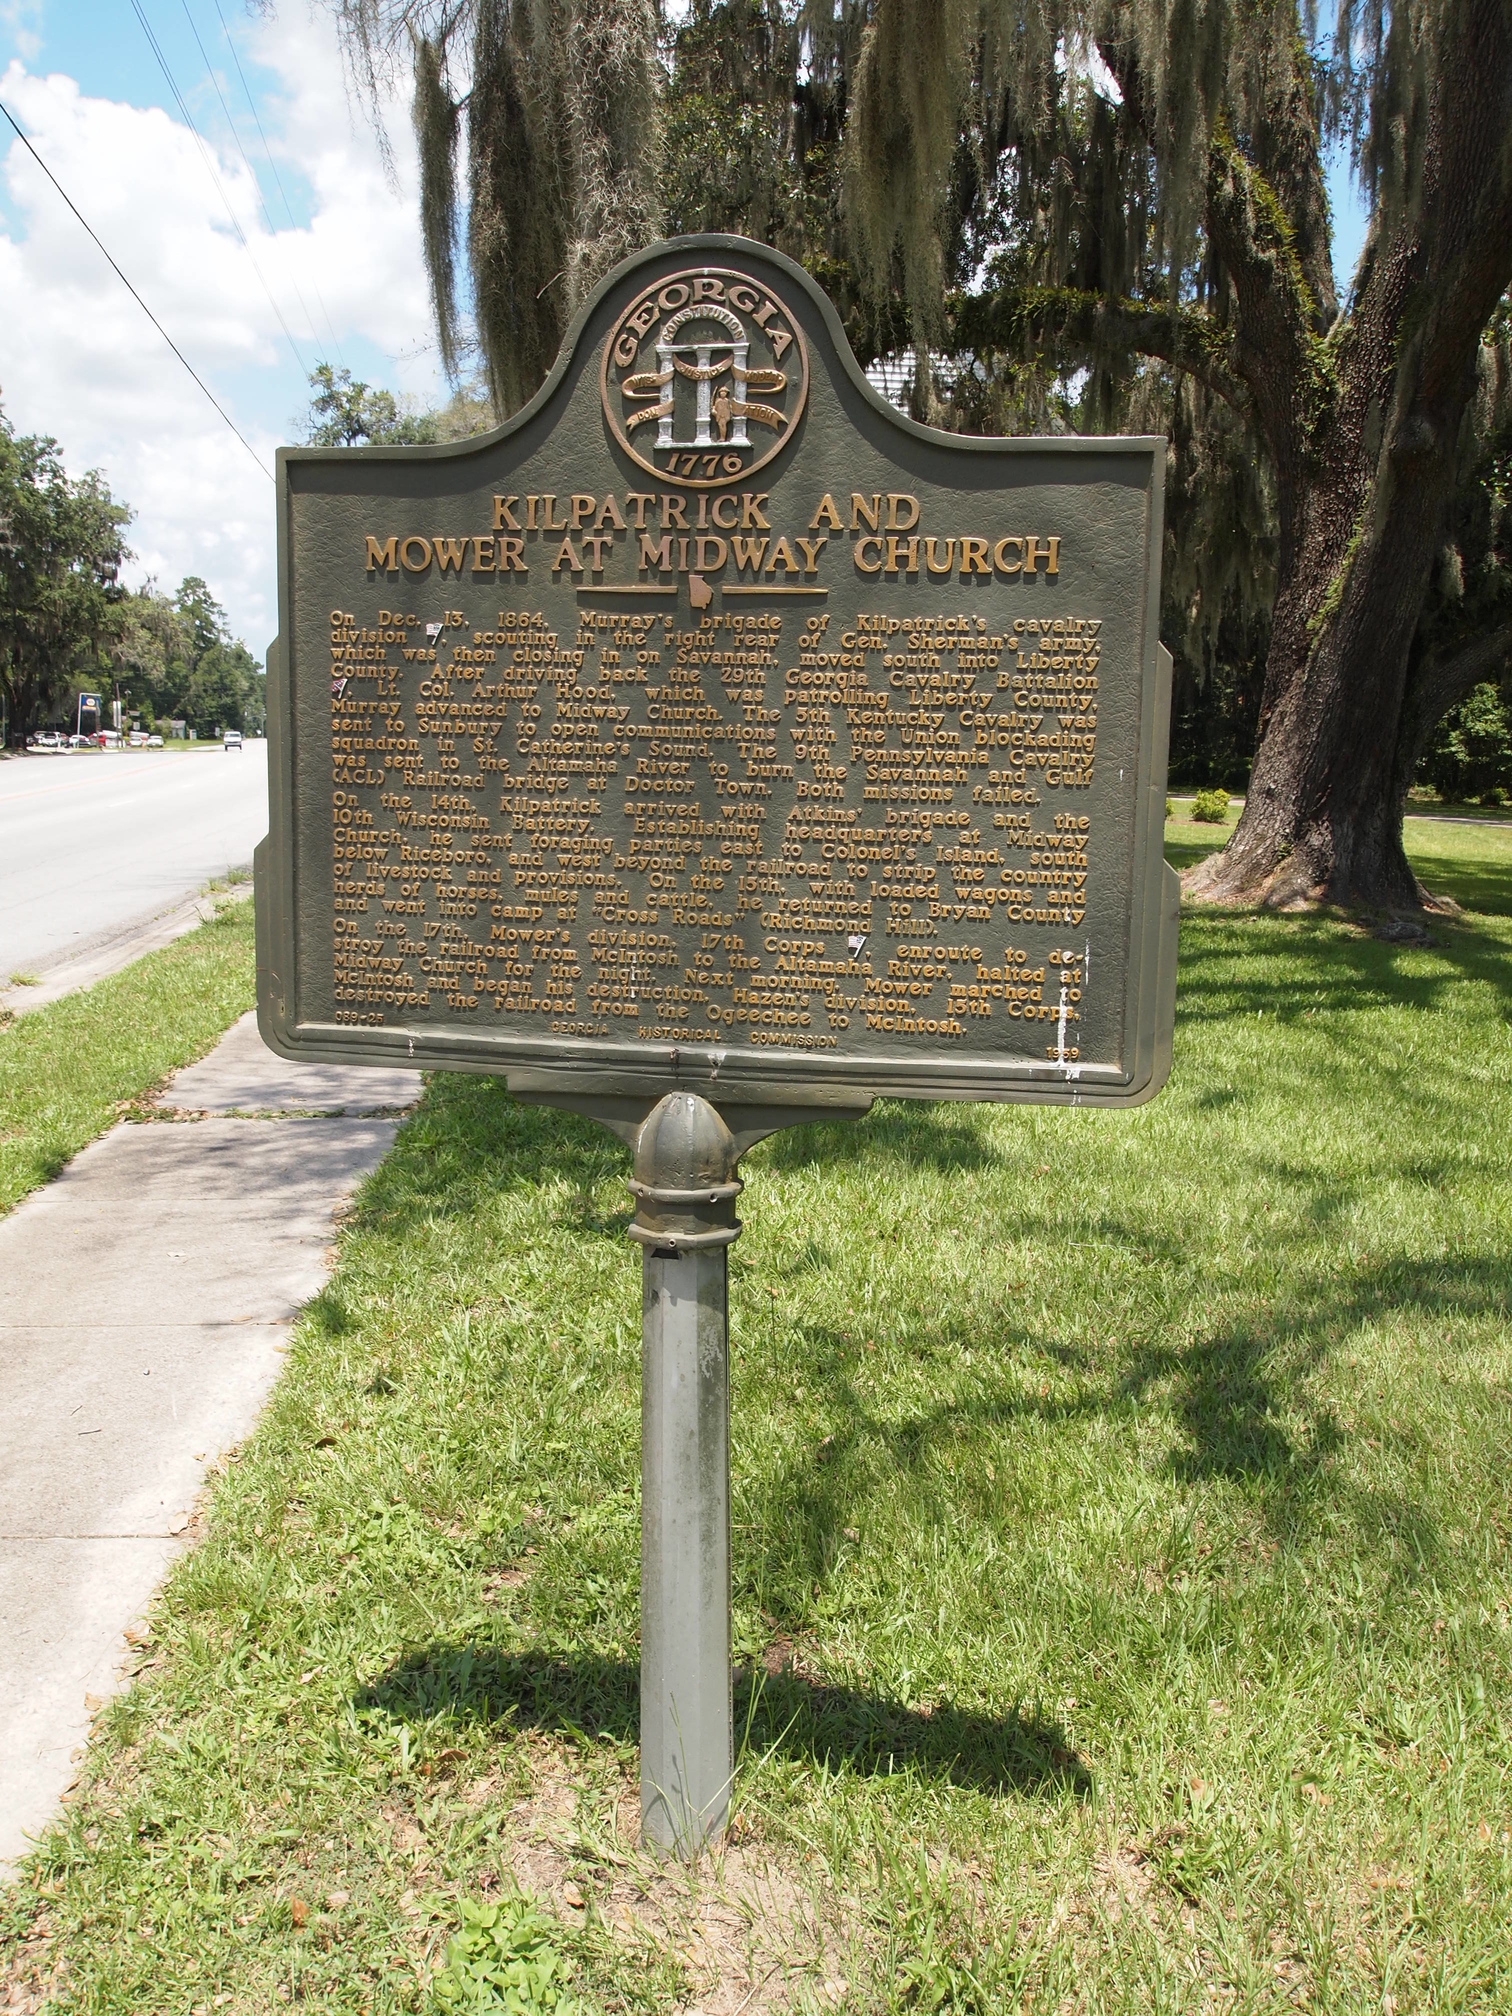 GEORGIA
CONSTITUTION
1776
KILPATRICK AND
MOWER AT MIDWAY CHURCH
On Dec. 13, 1864, Murray's brigade of Kilpatrick's cavalry
division, scouting in the right rear of Gen. Sherman's army,
which was then closing in on Savannah, moved south into Liberty
County. After driving back the 29th Georgia Cavalry Battalion
, Lt. Col. Arthur Hood, which was patrolling Liberty County,
Murray advanced to Midway Church. The 5th Kentucky Cavalry was
sent to Sunbury to open communications with the Union blockading
squadron in St. Catherine's Sound. The 9th Pennsylvania Cavalry
was sent to the Altamaha River to burn the Savannah and Gulf
(ACL) Railroad bridge at Doctor Town. Both missions failed.
On the 14th, Kilpatrick arrived with Atkins' brigade and the
10th Wisconsin Battery. Establishing headquarters at Midway
Church, he sent foraging parties east to Colonel's Island, south
below Riceboro, and west beyond the railroad to strip the country
of livestock and provisions. On the 15th, with loaded wagons and
herds of horses, mules and cattle, he returned to Bryan County
and went into camp at "Cross Roads" (Richmond Hill).
On the 17th, Mower's division, 17th Corps, enroute to de-
stroy the railroad from McIntosh to the Altamaha River, halted at
Midway Church for the night. Next morning, Mower marched to
McIntosh and began his destruction. Hazen's division, 15th Corps,
destroyed the railroad from the Ogeechee to McIntosh.
089-25 GEORGIA HISTORICAL COMMISSION 1959